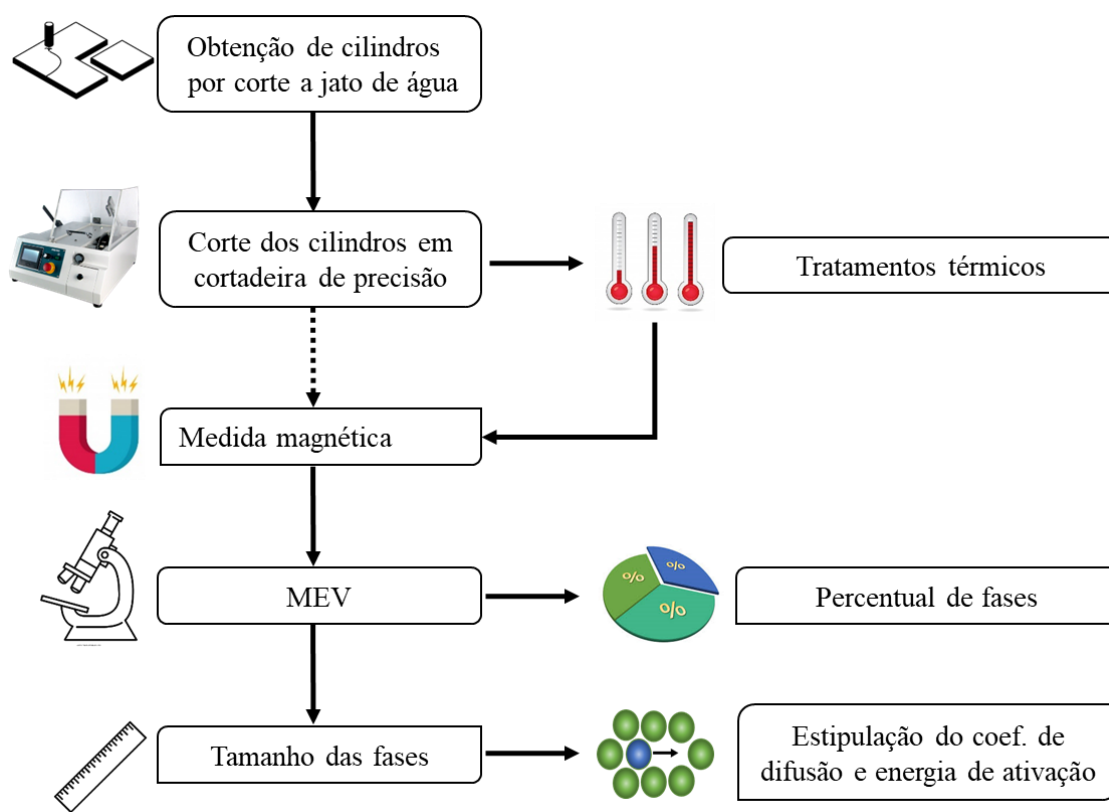 Obtenção de cilindros
por corte a jato de água
Corte dos cilindros em
cortadeira de precisão
Tratamentos térmicos
Medida magnética
MEV
%
%
%
Percentual de fases
Tamanho das fases
Estipulação do coef. de
difusão e energia de ativação